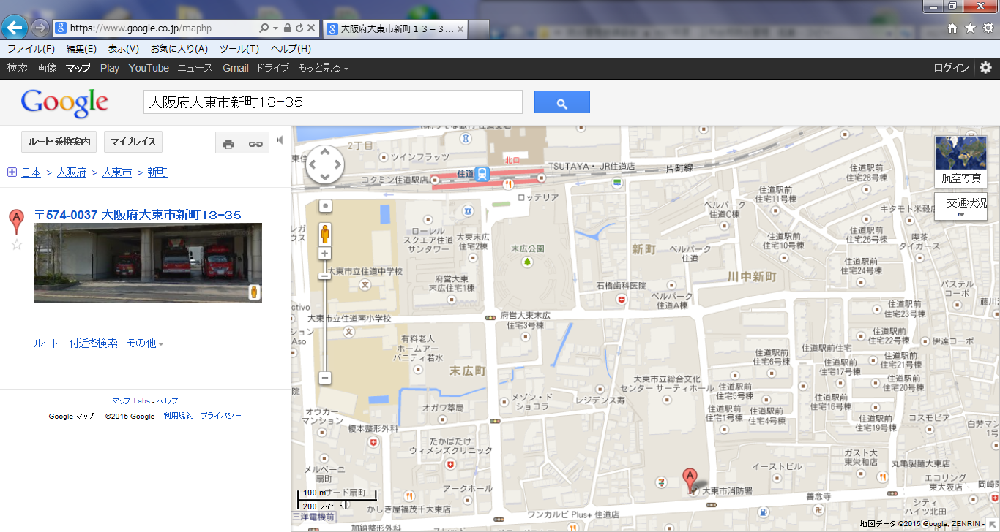 https://www.google.co.jp/maphp
大阪府大東市新町１３－３...
ファイル(F) 編集(E) 表示(V) お気に入り(A) ツール(T) ヘルプ(H)
検索 画像 マップ Play YouTube ニュース Gmail ドライブ もっと見る
ログイン
Google
大阪府大東市新町13-35
ルート・乗換案内
マイプレイス
日本 > 大阪府 > 大東市 > 新町
A
〒574-0037 大阪府大東市新町13-35
ルート 付近を検索 その他
マップ Labs - ヘルプ
Google マップ - ©2015 Google - 利用規約 - プライバシー
2丁目
ツインフラッツ
北口
住道
コクミン住道駅店
TSUTAYA・JR住道店
片町線
ロッテリア
航空写真
交通状況
住道駅前
住宅28号棟
住道駅前
住宅11号棟
キタモト米穀店
ベルパーク
住道C棟
住道駅前
住宅26号棟
喫茶
タイガース
住道駅前
住宅10号棟
ローレル
スクエア住道
サンタワー
大東末広
住宅2棟
末広公園
新町
ベルパーク
住道
住道駅前
住宅24号棟
大東市立住道中学校
府営大東
末広住宅1棟
石橋歯科医院
川中新町
パステル
コーポ
ベルパーク
住道A棟
住道駅前
住宅23号棟
大東市立住道南小学校
府営大東末広
住宅3号棟
有料老人
ホームアー
バニティ若水
住道駅前
住宅22号棟
伊達コーポ
住道駅前住宅
住道駅前
住宅6号棟
住道駅前
住宅21号棟
末広町
大東市立総合文化
センター サーティホール
住道駅前
住宅5号棟
住道駅前
住宅17号棟
住道駅前
住宅20号棟
メゾン・ド
ショコラ
レジデンス寿
住道駅前
住宅16号棟
オガワ薬局
オウカー
マンション
榎本整形外科
住道駅前
住宅1号棟
住道駅前
住宅4号棟
住道駅前
住宅19号棟
コスモピア
白芳マン
たかばたけ
ウィメンズクリニック
ガスト大
東栄和店
丸亀製麺大東店
イーストビル
メルベーユ
扇町
A
大東市消防署
エコリング
東大阪店
アークホール
善念寺
100 m
200 フィート
サード扇町
かしき屋福茂千大東店
ワンカルビ Plus+ 住道店
シティ
ハイツ北田
三洋電機前
加納整形外科
地図データ ©2015 Google, ZENRIN -